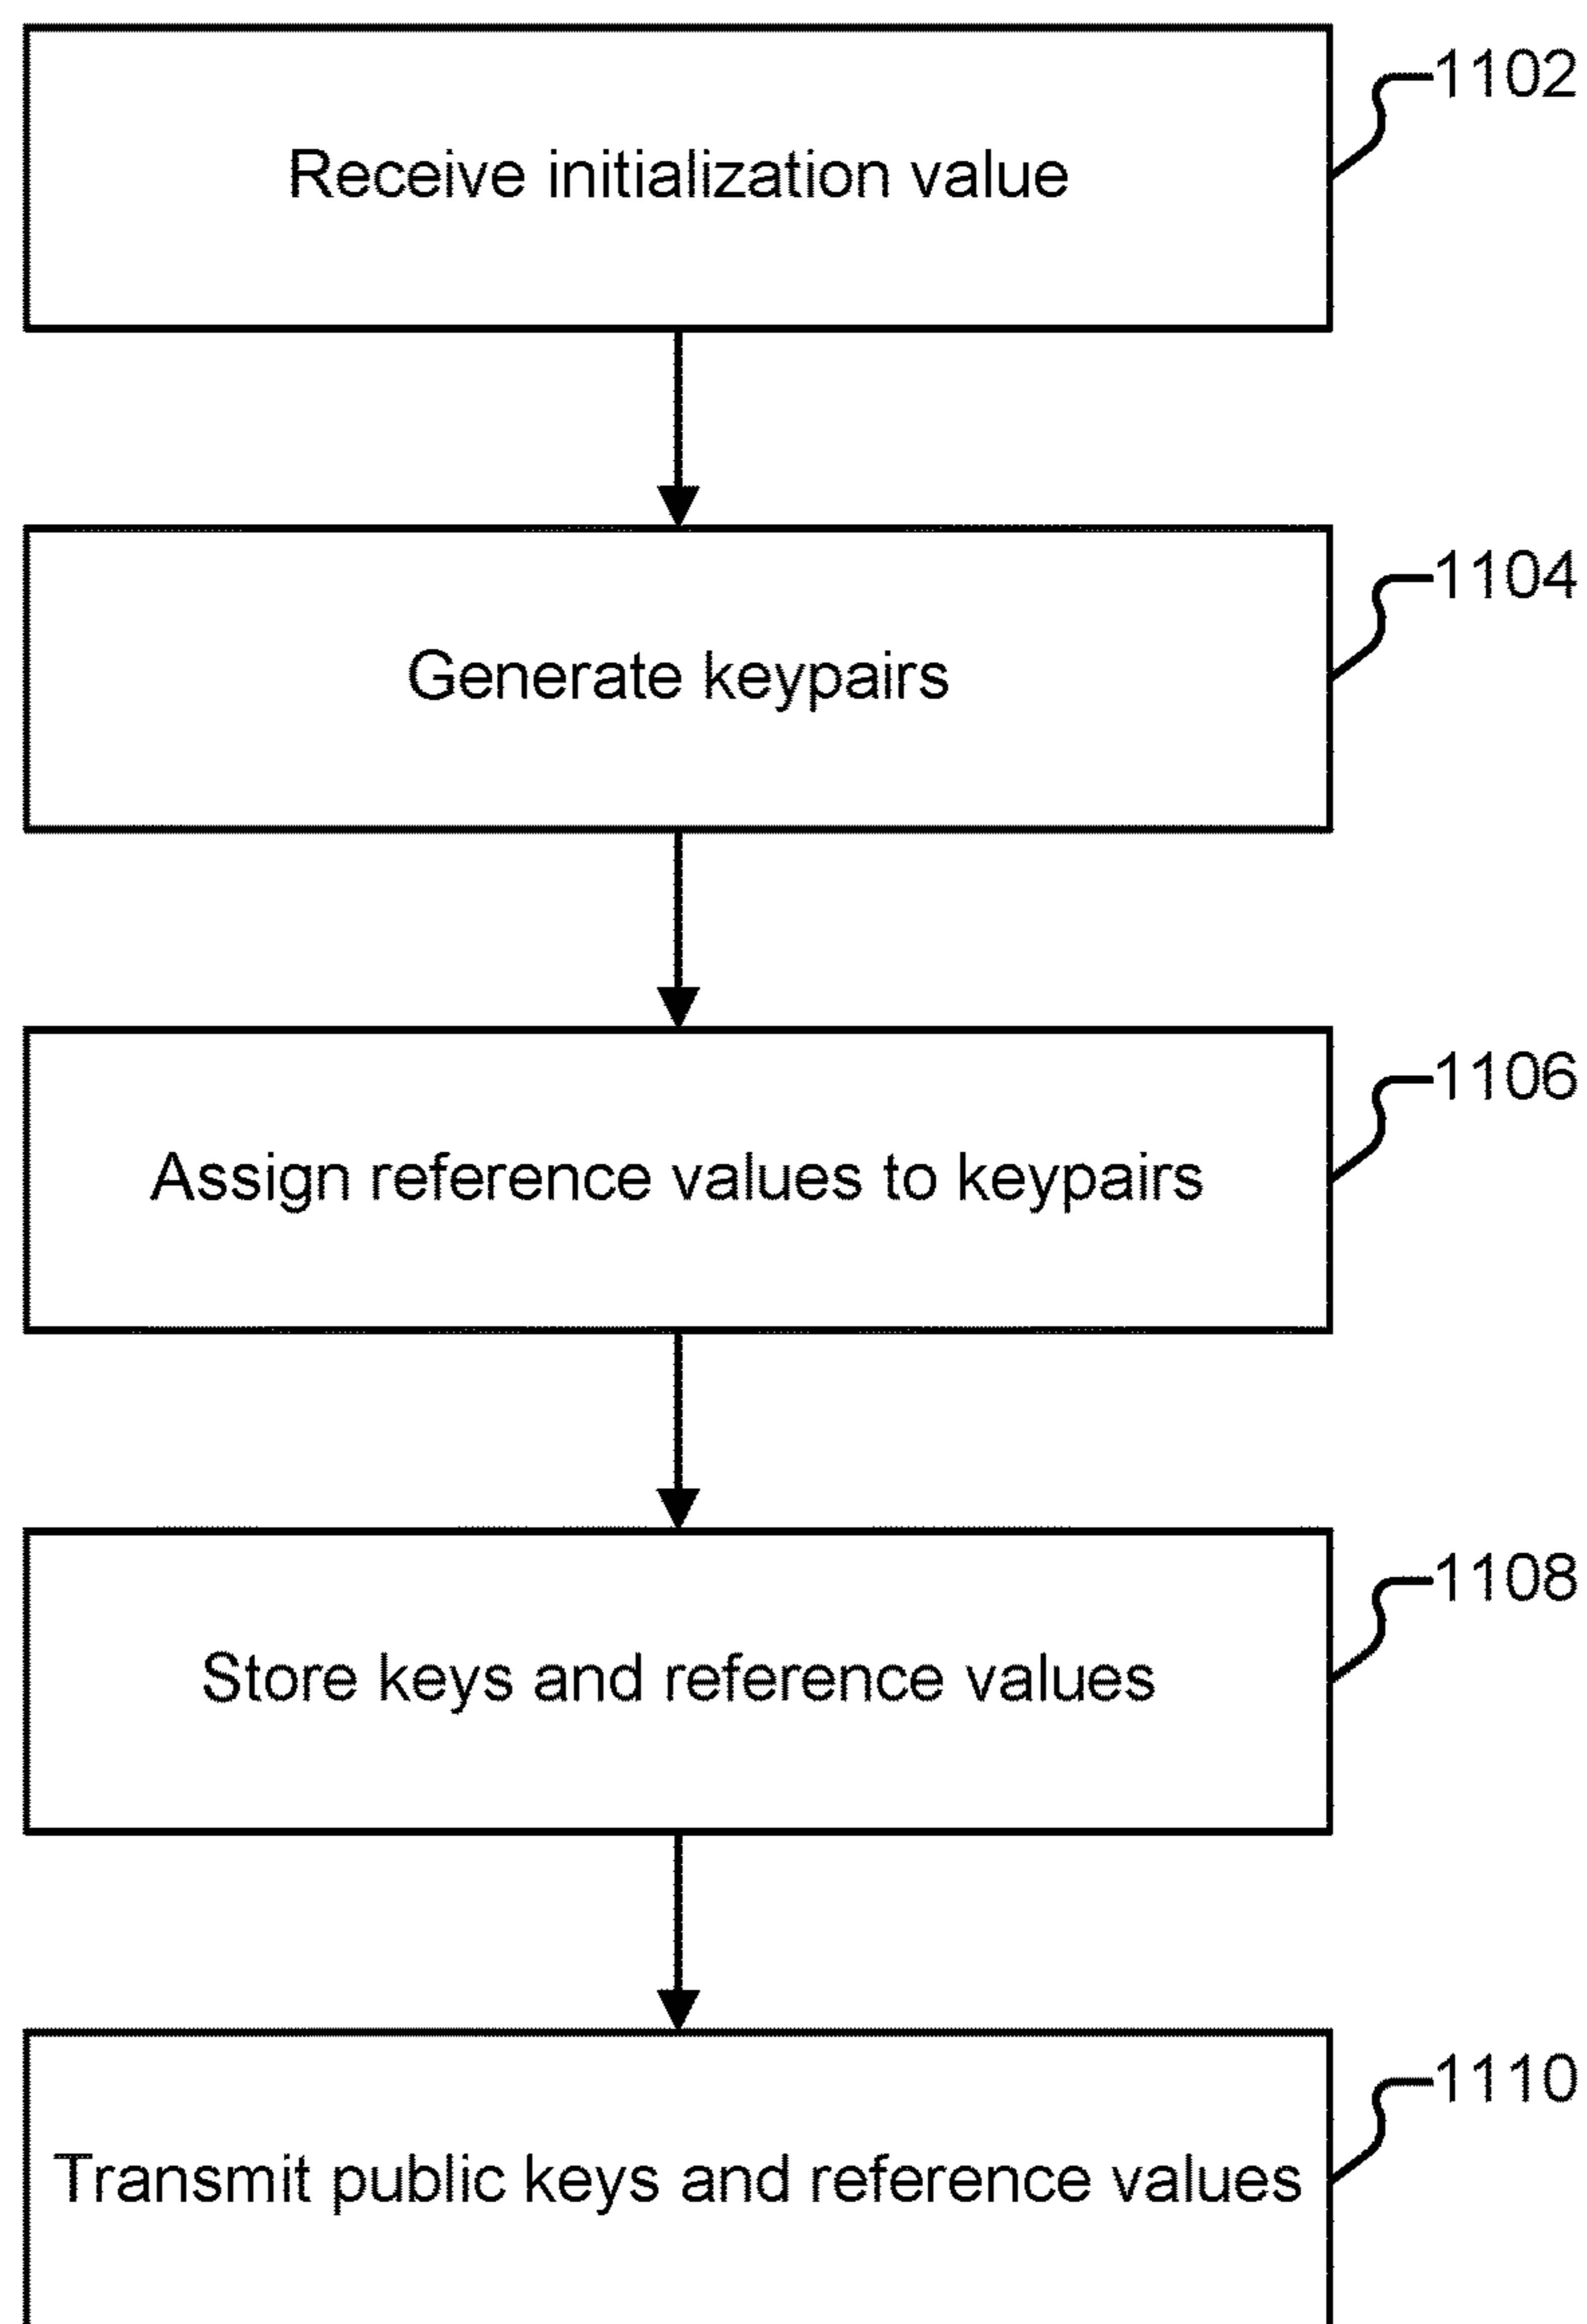 1102
Receive initialization value
1104
Generate keypairs
1106
Assign reference values to keypairs
1108
Store keys and reference values
1110
Transmit public keys and reference values